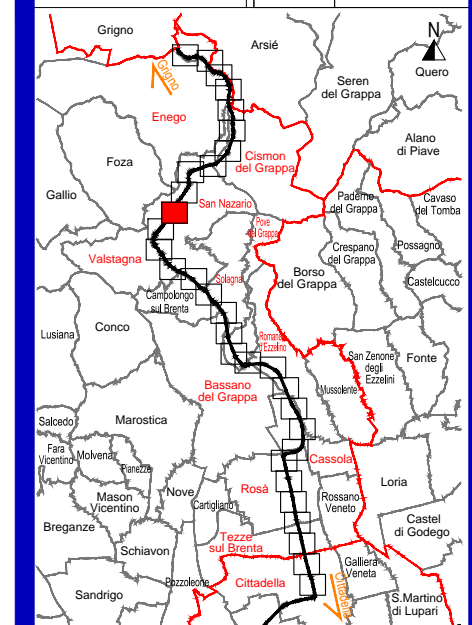 Grigno
Arsié
N
Quero
Seren
del Grappa
Grigno
Enego
Alano
di Piave
Foza
Cismon
del Grappa
Gallio
San Nazario
Paderno
del Grappa
Cavaso
del Tomba
Pove
del Grappa
Possagno
Crespano
del Grappa
Valstagna
Borso
del Grappa
Solagna
Castelcucco
Campolongo
sul Brenta
Lusiana
Conco
Romano
d'Ezzelino
San Zenone
degli
Ezzelini
Fonte
Bassano
del Grappa
Mussolente
Salcedo
Marostica
Fara
Vicentino
Molvena
Pianezze
Cassola
Loria
Rosà
Nove
Mason
Vicentino
Cartigliano
Rossano
Veneto
Breganze
Castel
di Godego
Schiavon
Tezze
sul Brenta
Galliera
Veneta
Pozzoleone
Cittadella
Cittadella
Sandrigo
S.Martino
di Lupari